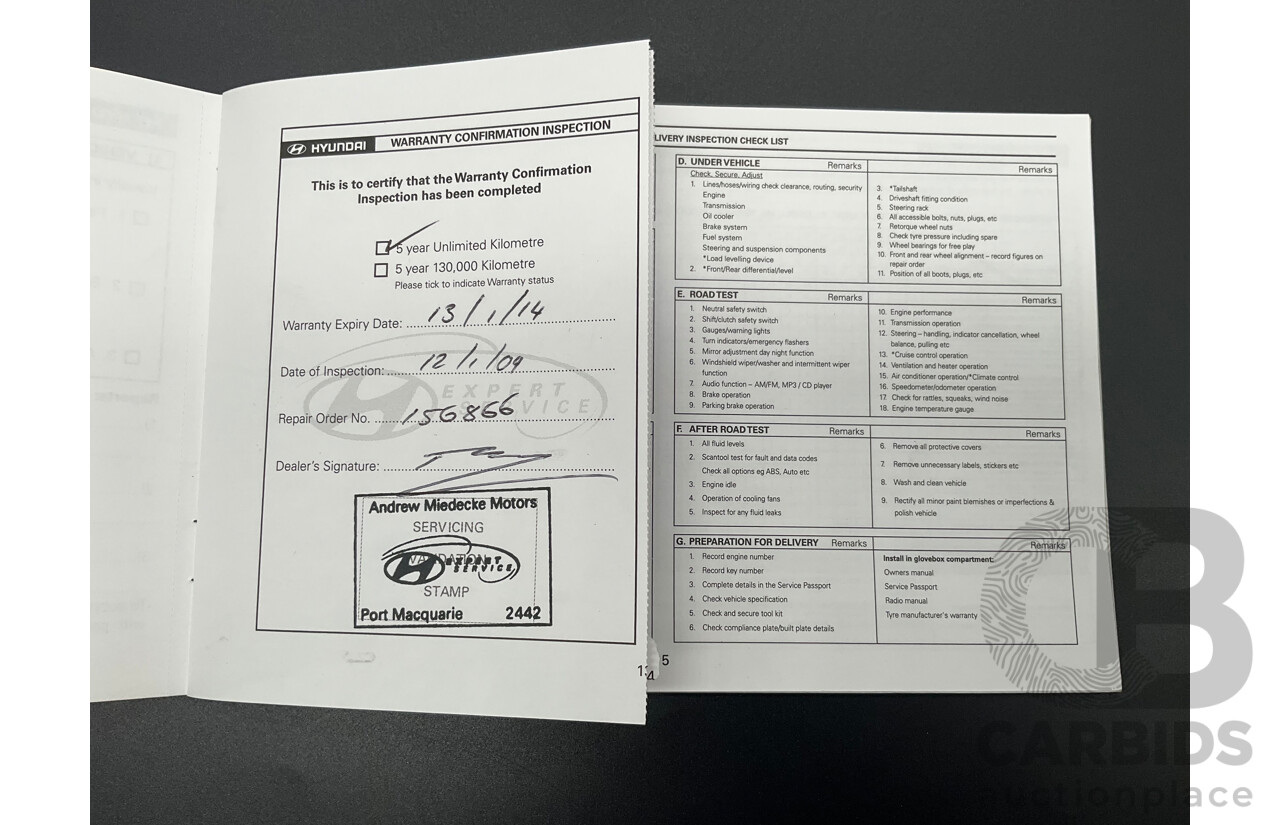 HYUNDAI WARRANTY CONFIRMATION INSPECTION
This is to certify that the Warranty Confirmation
Inspection has been completed
5 year Unlimited Kilometre
5 year 130,000 Kilometre
Please tick to indicate Warranty status
Warranty Expiry Date: 13/1/14
Date of Inspection: 12/1/09
EXPERT
SERVICE
Repair Order No. 156866
Dealer's Signature:
Andrew Miedecke Motors
SERVICING
VALIDATION
EXPERT
SERVICE
STAMP
Port Macquarie 2442
LIVERY INSPECTION CHECK LIST
D. UNDER VEHICLE Remarks
Check, Secure, Adjust
1. Lines/hoses/wiring check clearance, routing, security
Engine
Transmission
Oil cooler
Brake system
Fuel system
Steering and suspension components
*Load levelling device
2. *Front/Rear differential/level
Remarks
3. *Tailshaft
4. Driveshaft fitting condition
5. Steering rack
6. All accessible bolts, nuts, plugs, etc
7. Retorque wheel nuts
8. Check tyre pressure including spare
9. Wheel bearings for free play
10. Front and rear wheel alignment – record figures on
repair order
11. Position of all boots, plugs, etc
E. ROAD TEST Remarks
1. Neutral safety switch
2. Shift/clutch safety switch
3. Gauges/warning lights
4. Turn indicators/emergency flashers
5. Mirror adjustment day night function
6. Windshield wiper/washer and intermittent wiper
function
7. Audio function – AM/FM, MP3 / CD player
8. Brake operation
9. Parking brake operation
Remarks
10. Engine performance
11. Transmission operation
12. Steering – handling, indicator cancellation, wheel
balance, pulling etc
13. *Cruise control operation
14. Ventilation and heater operation
15. Air conditioner operation/*Climate control
16. Speedometer/odometer operation
17. Check for rattles, squeaks, wind noise
18. Engine temperature gauge
F. AFTER ROAD TEST Remarks
1. All fluid levels
2. Scantool test for fault and data codes
Check all options eg ABS, Auto etc
3. Engine idle
4. Operation of cooling fans
5. Inspect for any fluid leaks
Remarks
6. Remove all protective covers
7. Remove unnecessary labels, stickers etc
8. Wash and clean vehicle
9. Rectify all minor paint blemishes or imperfections &
polish vehicle
G. PREPARATION FOR DELIVERY Remarks
1. Record engine number
2. Record key number
3. Complete details in the Service Passport
4. Check vehicle specification
5. Check and secure tool kit
6. Check compliance plate/built plate details
Remarks
Install in glovebox compartment:
Owners manual
Service Passport
Radio manual
Tyre manufacturer's warranty
5
4
CB
CARBIDS
auctionplace